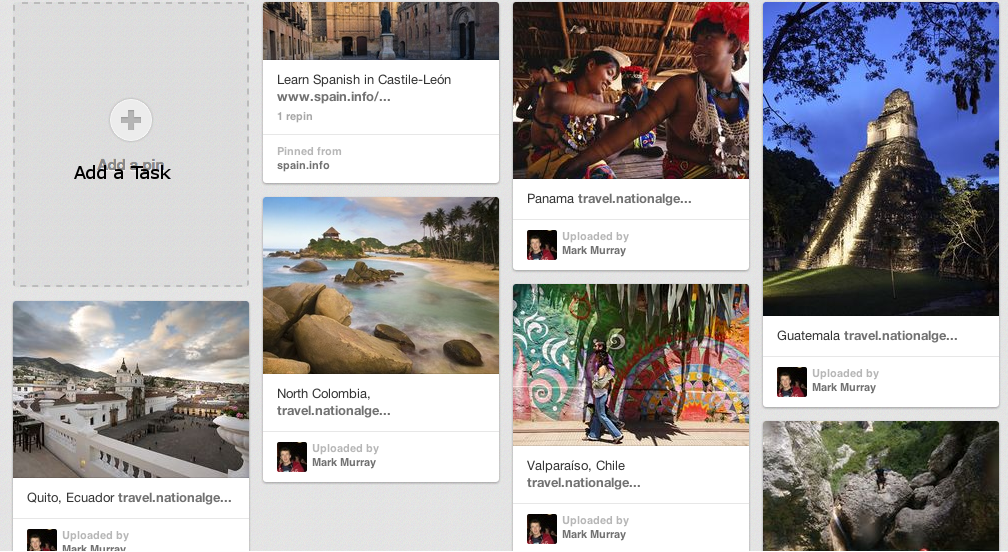 Add a pin
Add a Task
Quito, Ecuador travel.nationalge...
Uploaded by
Mark Murray
Learn Spanish in Castile-León
www.spain.info/...
1 repin
Pinned from
spain.info
North Colombia,
travel.nationalge...
Uploaded by
Mark Murray
Panama travel.nationalge...
Uploaded by
Mark Murray
Valparaíso, Chile
travel.nationalge...
Uploaded by
Mark Murray
Guatemala travel.nationalge...
Uploaded by
Mark Murray